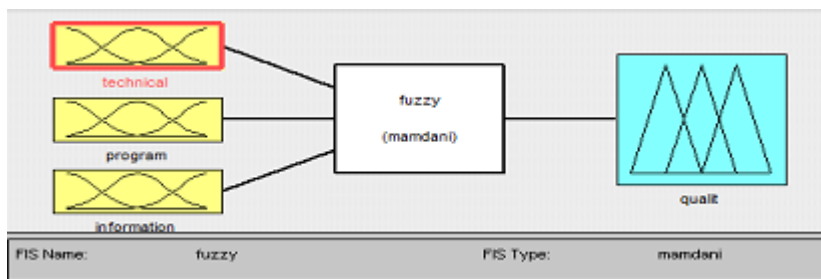 technical
program
information
fuzzy
(mamdani)
qualit
FIS Name: fuzzy FIS Type: mamdani